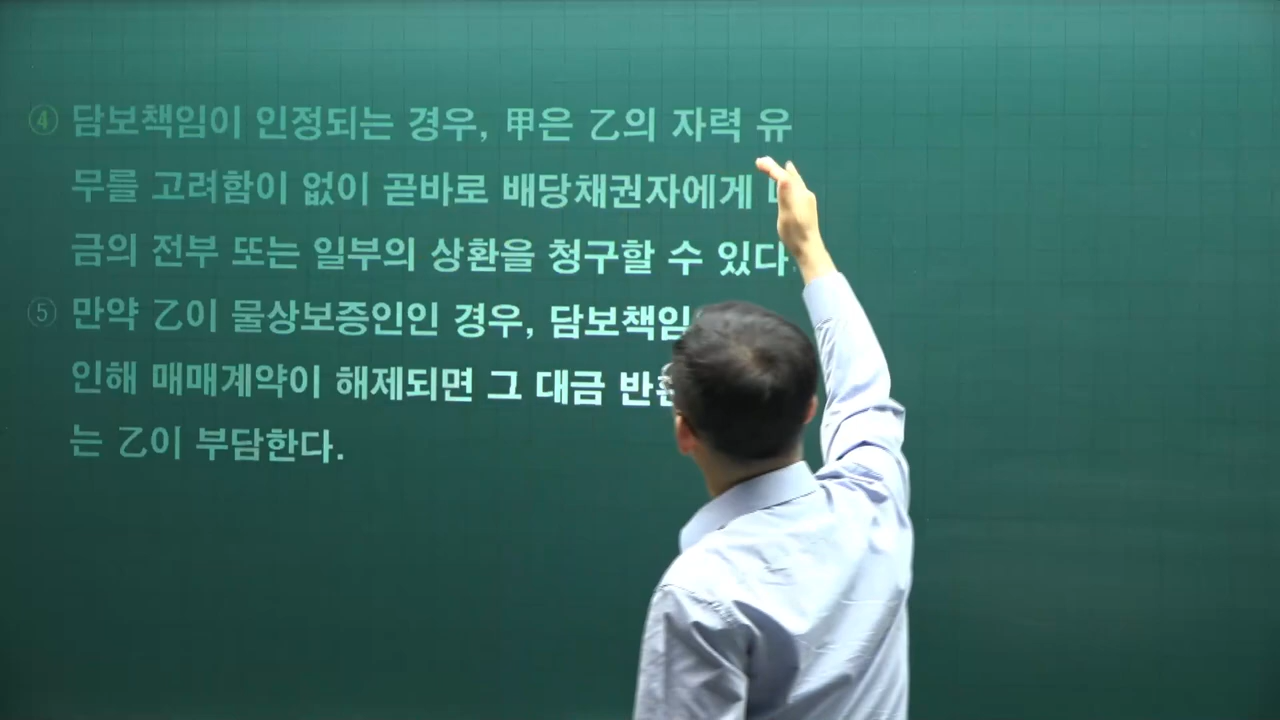 ④ 담보책임이 인정되는 경우, 甲은 乙의 자력 유
무를 고려함이 없이 곧바로 배당채권자에게
금의 전부 또는 일부의 상환을 청구할 수 있다.
⑤ 만약 乙이 물상보증인인 경우, 담보책임
인해 매매계약이 해제되면 그 대금
는 乙이 부담한다.